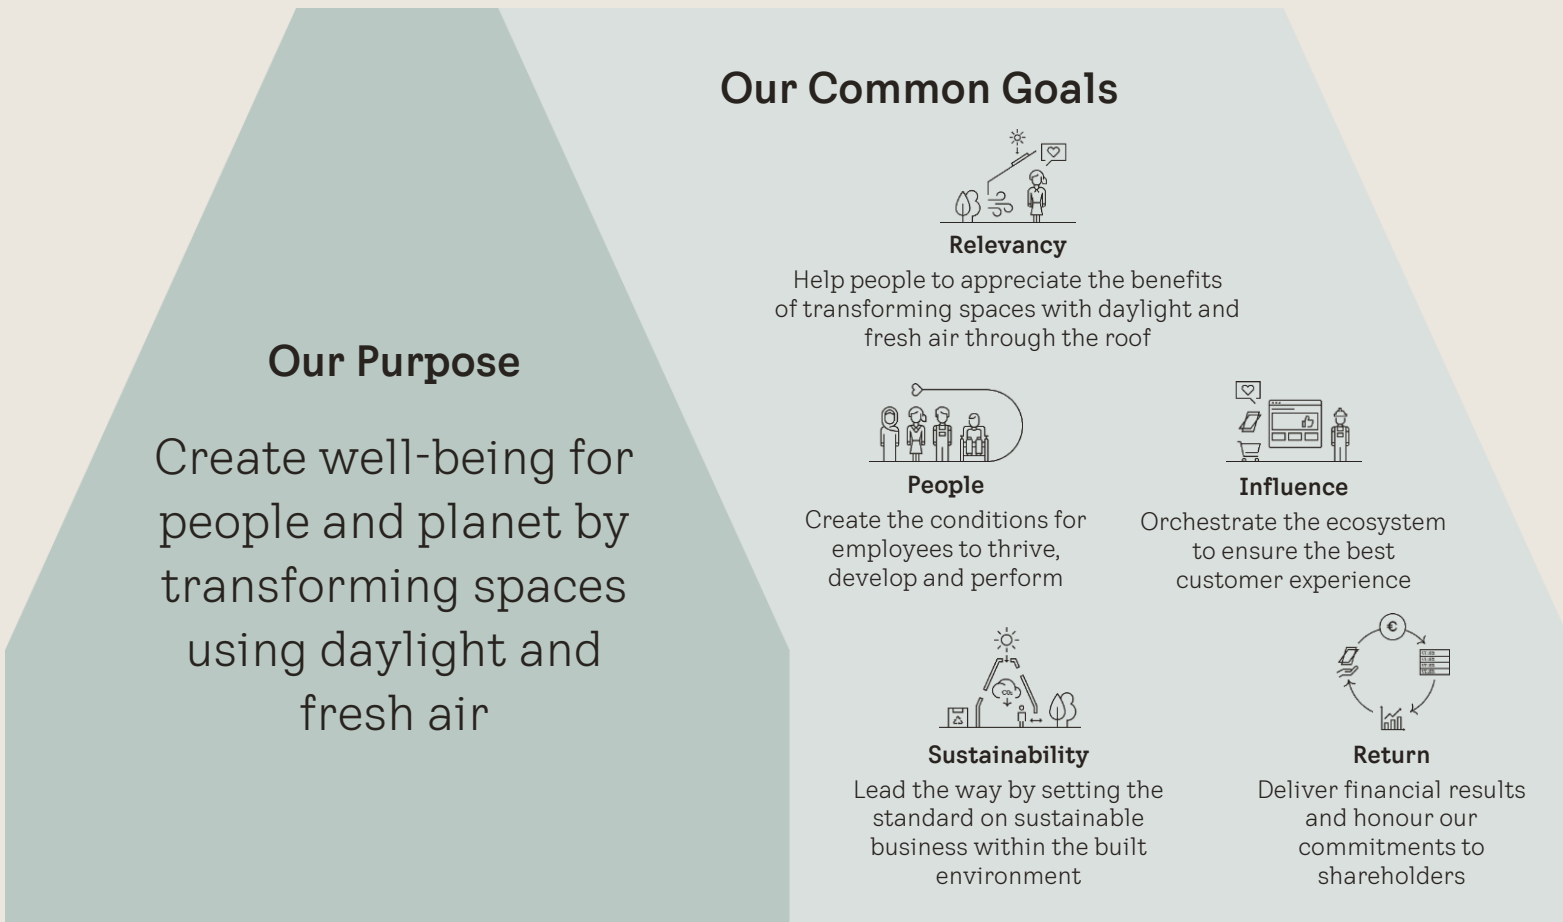 Our Purpose
Create well-being for
people and planet by
transforming spaces
using daylight and
fresh air
Our Common Goals
Relevancy
Help people to appreciate the benefits
of transforming spaces with daylight and
fresh air through the roof
People
Create the conditions for
employees to thrive,
develop and perform
Influence
Orchestrate the ecosystem
to ensure the best
customer experience
Sustainability
Lead the way by setting the
standard on sustainable
business within the built
environment
Return
Deliver financial results
and honour our
commitments to
shareholders